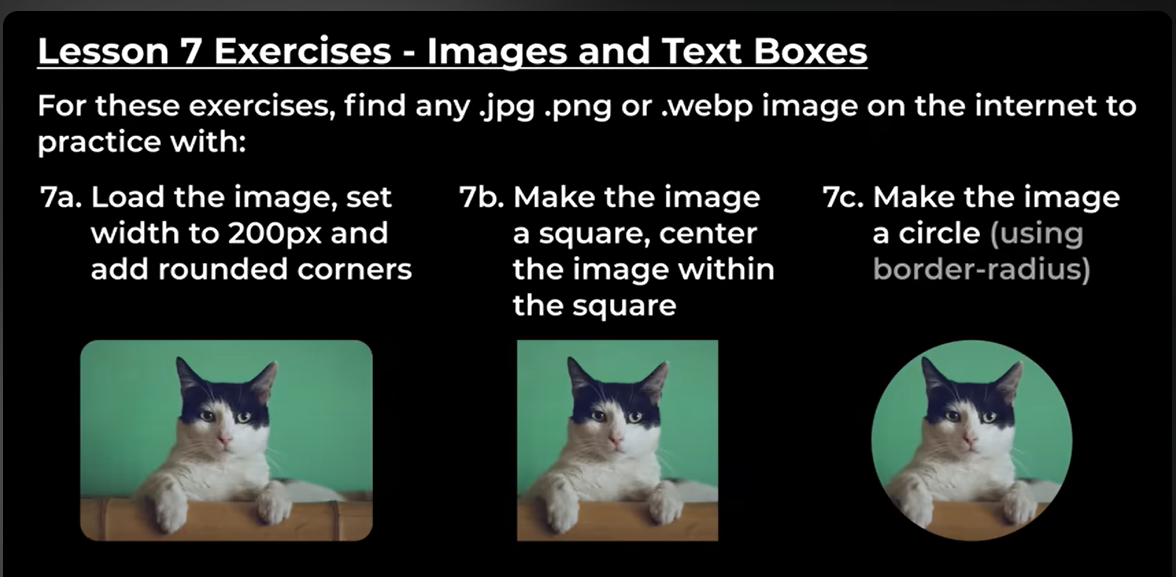 Lesson 7 Exercises - Images and Text Boxes
For these exercises, find any .jpg .png or .webp image on the internet to
practice with:
7a. Load the image, set
width to 200px and
add rounded corners
7b. Make the image
a square, center
the image within
the square
7c. Make the image
a circle (using
border-radius)